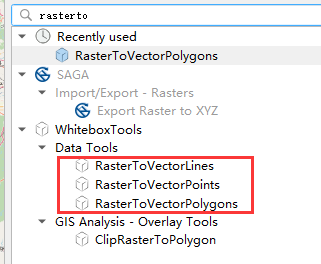 rasterto
Recently used
RasterToVectorPolygons
SAGA
Import/Export - Rasters
Export Raster to XYZ
WhiteboxTools
Data Tools
RasterToVectorLines
RasterToVectorPoints
RasterToVectorPolygons
GIS Analysis - Overlay Tools
ClipRasterToPolygon